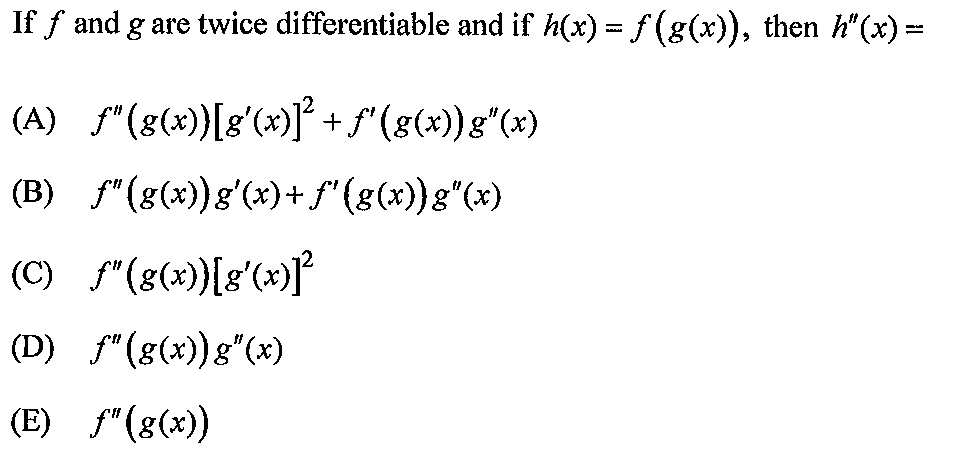 If f and g are twice differentiable and if h(x) = f(g(x)), then h"(x) =
(A) f"(g(x))[g'(x)]² + f'(g(x))g"(x)
(B) f"(g(x))g'(x) + f'(g(x))g"(x)
(C) f"(g(x))[g'(x)]²
(D) f"(g(x))g"(x)
(E) f"(g(x))